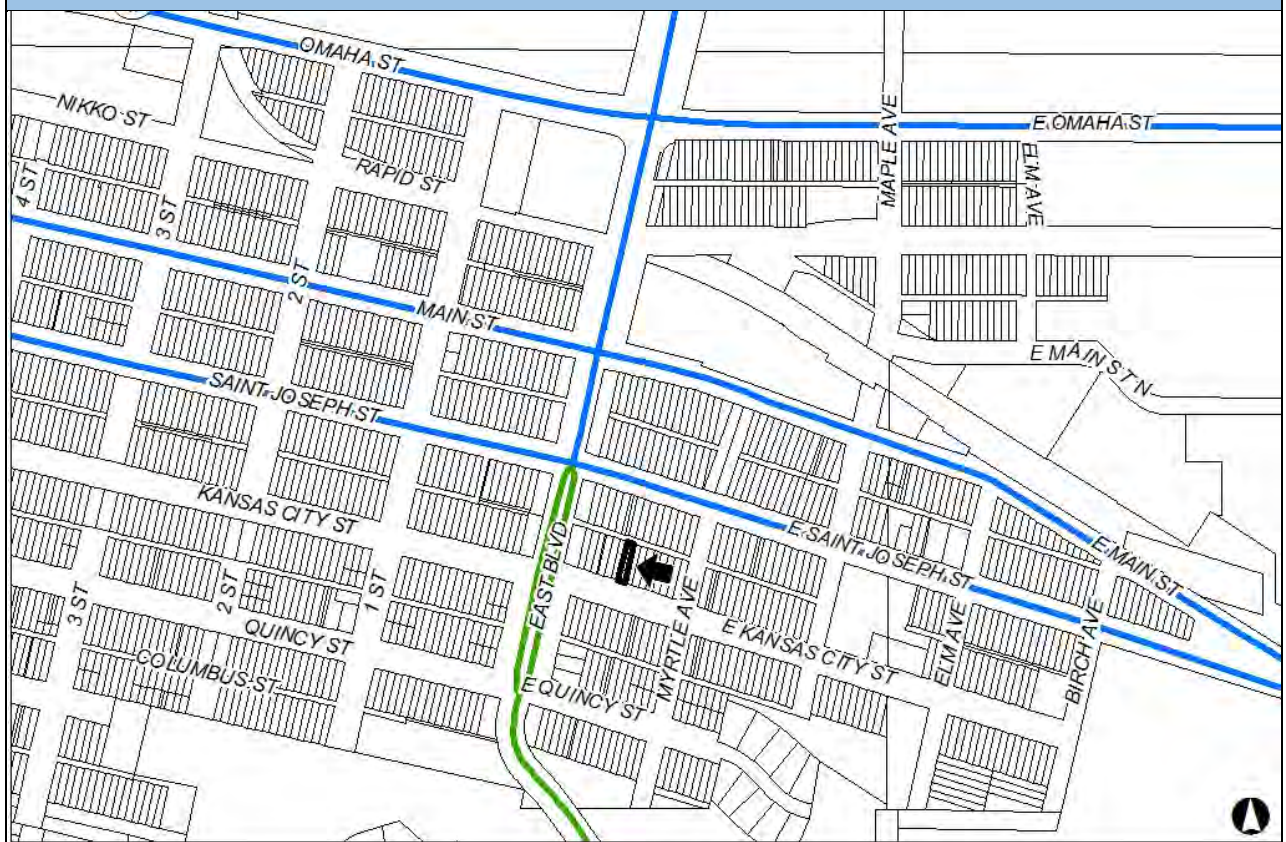 OMAHA ST
NIKKO ST
RAPID ST
MAPLE AVE
E OMAHA ST
ELM AVE
4 ST
3 ST
2 ST
MAIN ST
E MAIN ST N
SAINT JOSEPH ST
KANSAS CITY ST
EAST BLVD
E SAINT JOSEPH ST
E MAIN ST
3 ST
2 ST
1 ST
QUINCY ST
COLUMBUS ST
E QUINCY ST
MYRTLE AVE
E KANSAS CITY ST
ELM AVE
BIRCH AVE